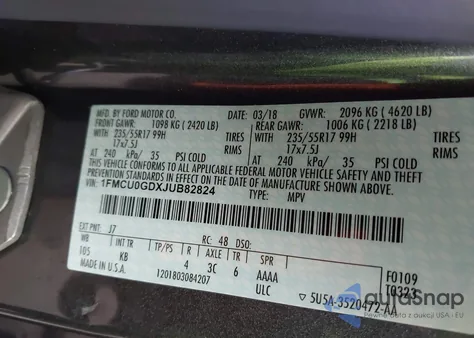 MFD. BY FORD MOTOR CO.
03/18 GVWR: 2096 KG ( 4620 LB)
FRONT GAWR: 1098 KG ( 2420 LB) REAR GAWR: 1006 KG ( 2218 LB)
235/55R17 99H TIRES 235/55R17 99H TIRES
17x7.5J RIMS 17x7.5J RIMS
AT 240 kPa/ 35 PSI COLD AT 240 kPa/ 35 PSI COLD
THIS VEHICLE CONFORMS TO ALL APPLICABLE FEDERAL MOTOR
VEHICLE SAFETY AND THEFT PREVENTION STANDARDS IN EFFECT
ON THE DATE OF MANUFACTURE SHOWN ABOVE.
VIN: 1FMCU0GDXJUB82824 TYPE: MPV
EXT PNT: J7 RC: 48 DSO:
WB INT TR TP/PS R AXLE TR SPR
105 KB 4 3C 6 AAAA F0109
MADE IN U.S.A. ULC T0323
1201803084207 5U5A-3520472-AA
autoSnap
Pewne z aukcji USA - EU